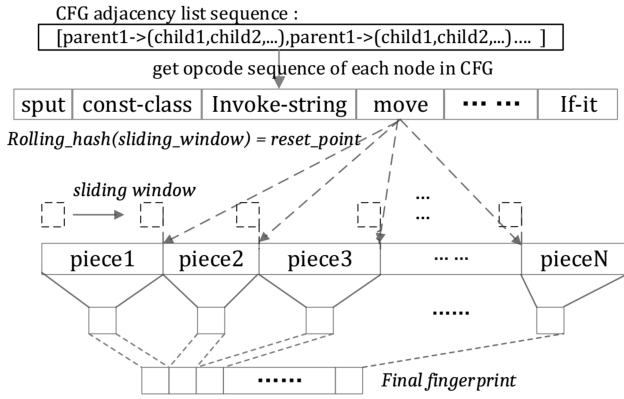 CFG adjacency list sequence :
[parent1->(child1,child2,...),parent1->(child1,child2,...).... ]
get opcode sequence of each node in CFG
sput const-class Invoke-string move ... ... If-it
Rolling_hash(sliding_window) = reset_point
sliding window
...
...
piece1 piece2 piece3 ... ... pieceN
......
......
Final fingerprint